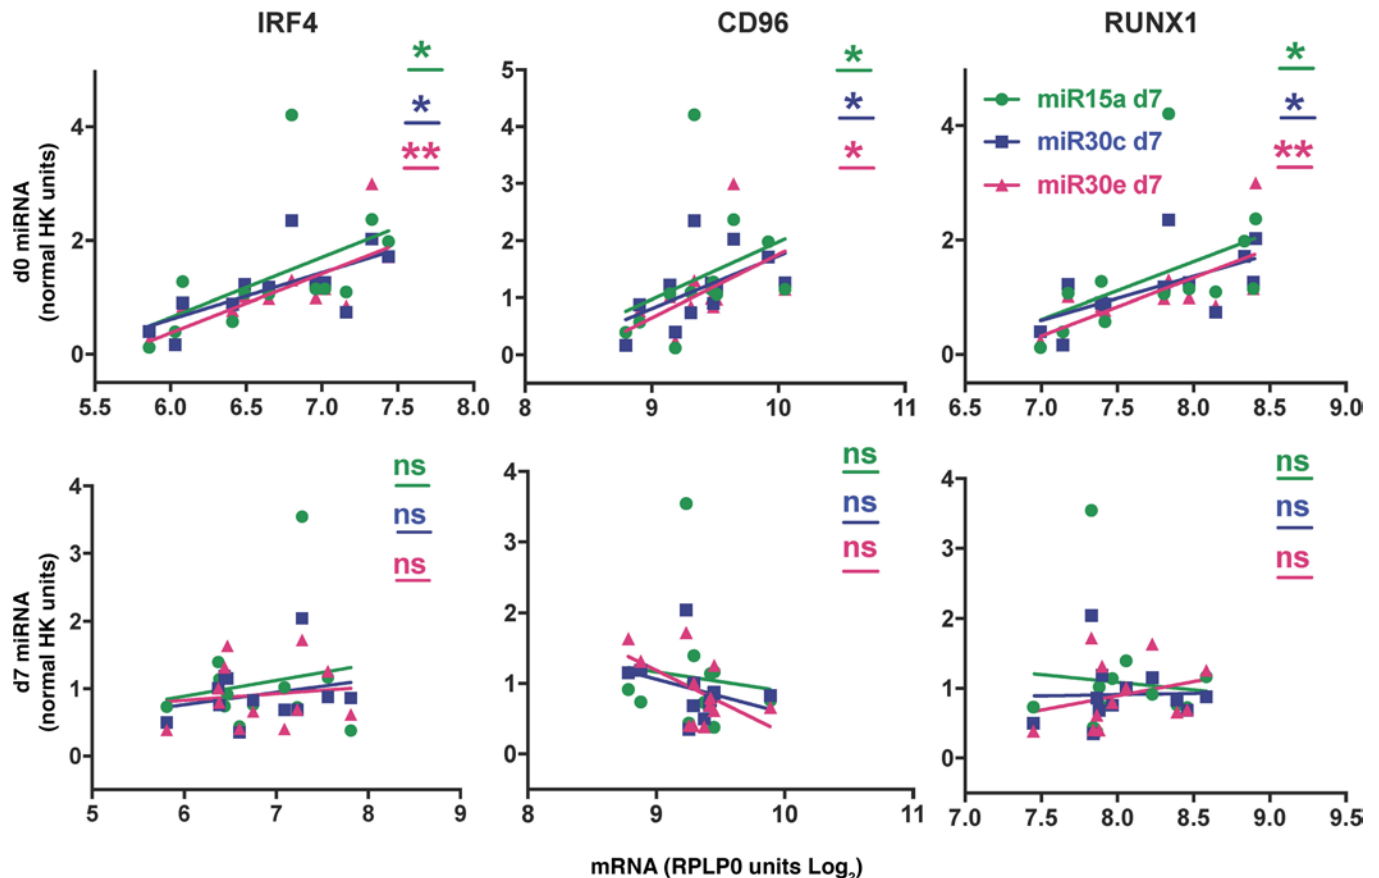 IRF4 CD96 RUNX1
* * *
* * *
** * **
miR15a d7
miR30c d7
miR30e d7
d0 miRNA
(normal HK units)
4
2
0
5
4
3
2
1
0
4
2
0
5.5 6.0 6.5 7.0 7.5 8.0
8 9 10 11
6.5 7.0 7.5 8.0 8.5 9.0
ns ns ns
ns ns ns
ns ns ns
d7 miRNA
(normal HK units)
4
3
2
1
0
4
3
2
1
0
4
3
2
1
0
5 6 7 8 9
8 9 10 11
7.0 7.5 8.0 8.5 9.0 9.5
mRNA (RPLP0 units Log₂)